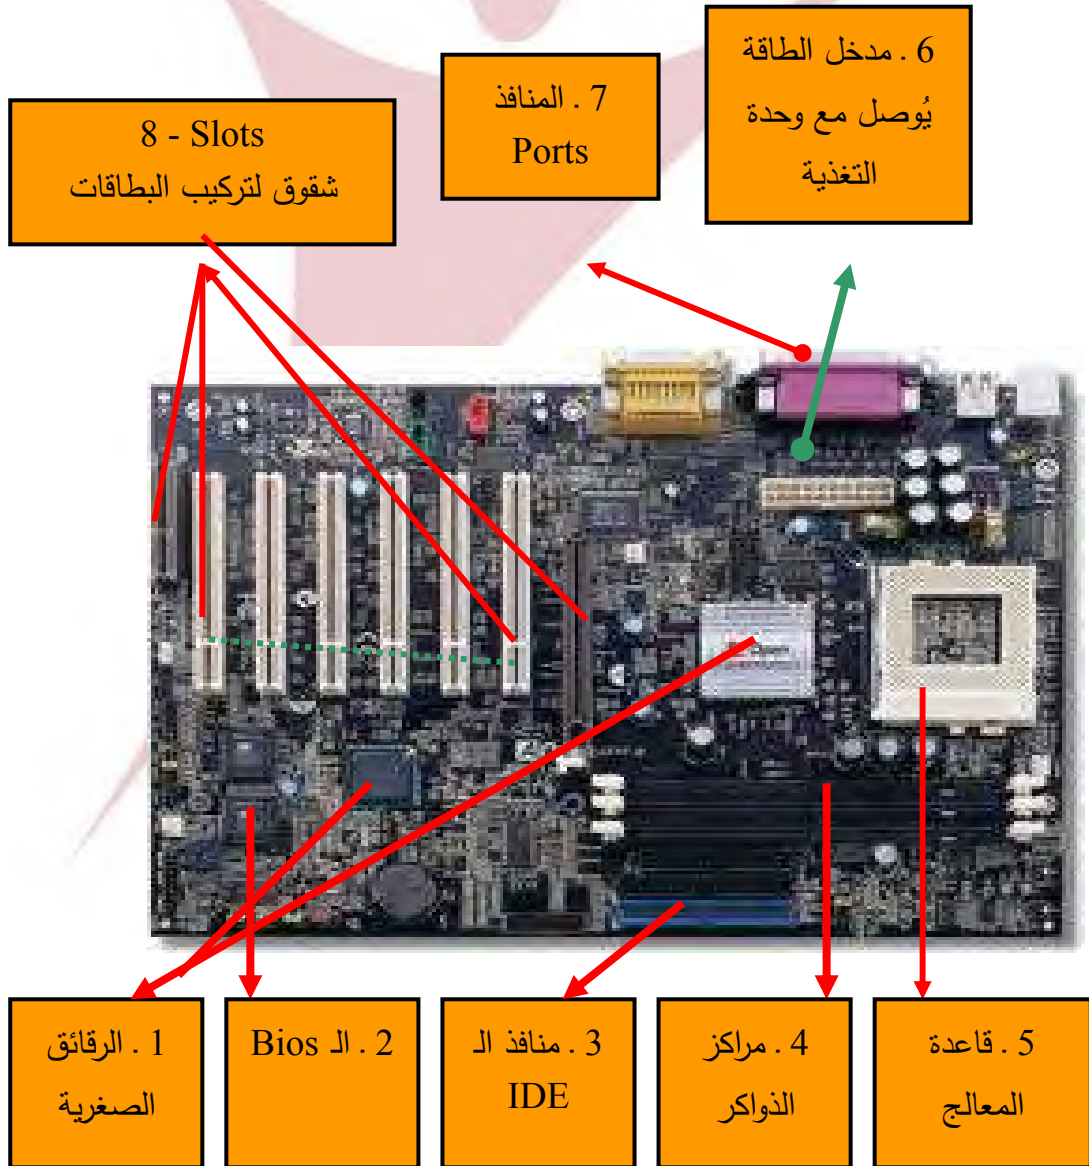 6 . مدخل الطاقة
يُوصل مع وحدة
التغذية
7 . المنافذ
Ports
8 - Slots
شقوق لتركيب البطاقات
1 . الرقائق
الصغرية
2 . الـ Bios
3 . منافذ الـ
IDE
4 . مراكز
الذواكر
5 . قاعدة
المعالج